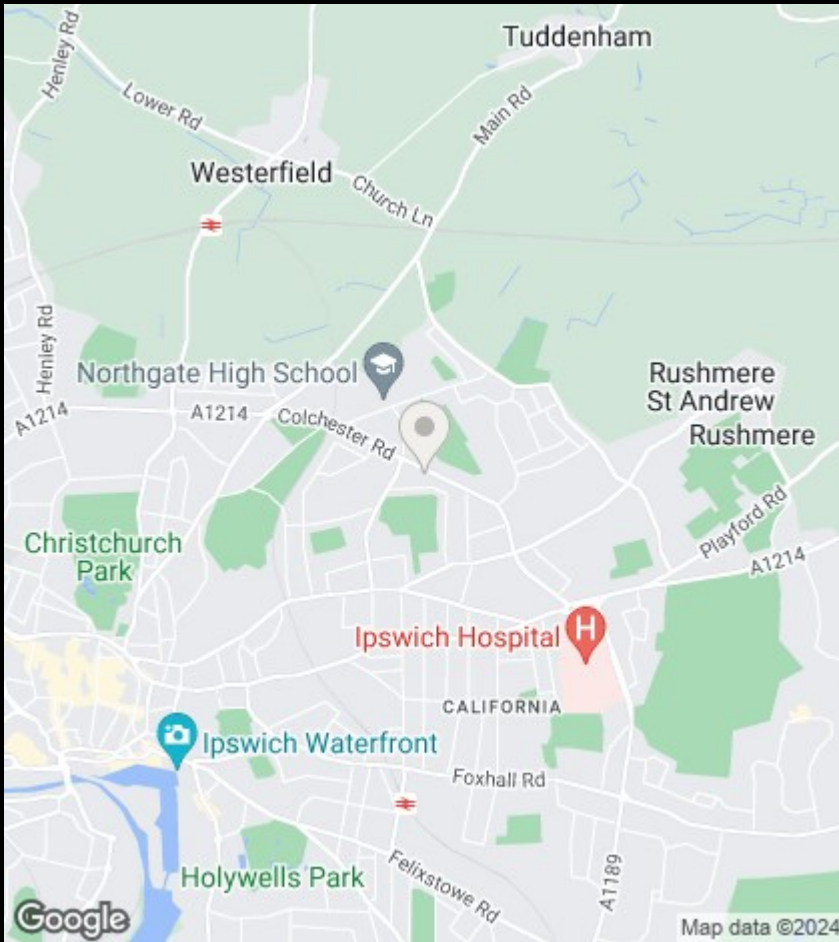 Tuddenham
Henley Rd
Lower Rd
Main Rd
Westerfield
Church Ln
Henley Rd
Northgate High School
Rushmere
St Andrew
A1214
A1214
Colchester Rd
Rushmere
Playford Rd
Christchurch
Park
A1214
Ipswich Hospital
H
CALIFORNIA
Ipswich Waterfront
Foxhall Rd
Felixstowe Rd
A1189
Holywells Park
Google
Map data ©2024